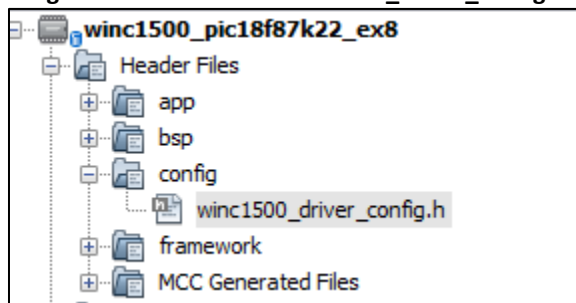 winc1500_pic18f87k22_ex8
Header Files
app
bsp
config
winc1500_driver_config.h
framework
MCC Generated Files